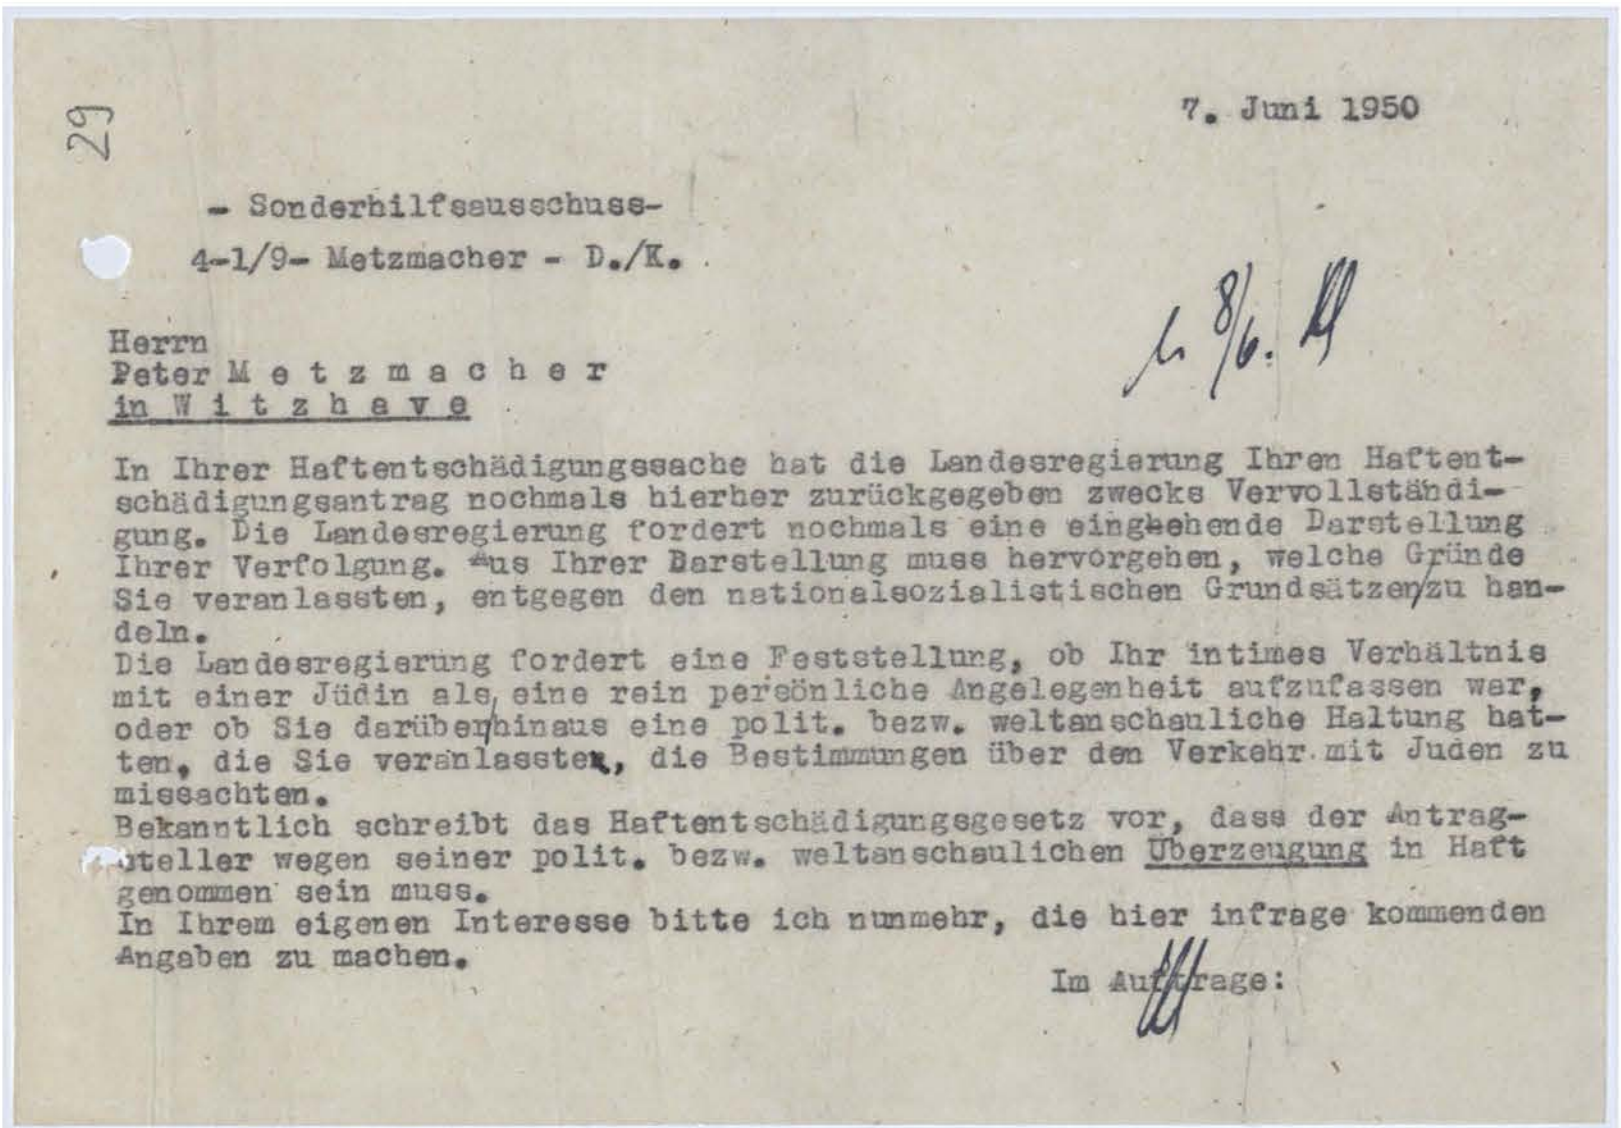 29
7. Juni 1950
- Sonderhilfsausschuss-
4-1/9- Metzmacher - D./K.
8/6.
Herrn
Peter M e t z m a c h e r
in W i t z h a v e
In Ihrer Haftentschädigungssache hat die Landesregierung Ihren Haftent-
schädigungsantrag nochmals hierher zurückgegeben zwecks Vervollständi-
gung. Die Landesregierung fordert nochmals eine eingehehende Darstellung
Ihrer Verfolgung. Aus Ihrer Darstellung muss hervorgehen, welche Gründe
Sie veranlassten, entgegen den nationalsozialistischen Grundsätzen/zu han-
deln.
Die Landesregierung fordert eine Feststellung, ob Ihr intimes Verhältnis
mit einer Jüdin als eine rein persönliche Angelegenheit aufzufassen war,
oder ob Sie darüber/hinaus eine polit. bezw. weltanschauliche Haltung hat-
ten, die Sie veranlassten, die Bestimmungen über den Verkehr mit Juden zu
missachten.
Bekanntlich schreibt das Haftentschädigungsgesetz vor, dass der Antrag-
steller wegen seiner polit. bezw. weltanschaulichen Überzeugung in Haft
genommen sein muss.
In Ihrem eigenen Interesse bitte ich nunmehr, die hier infrage kommenden
Angaben zu machen.
Im Auftrage: